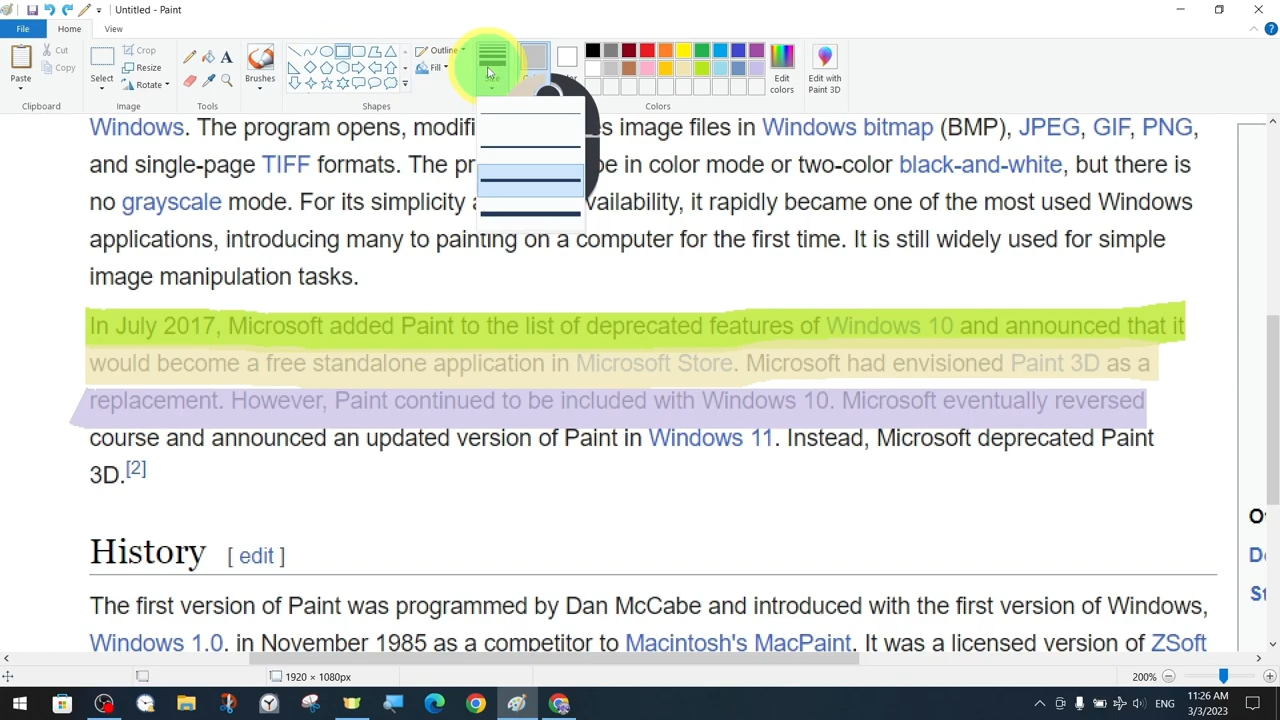 Untitled - Paint
File Home View
Paste
Cut
Copy
Clipboard
Select
Crop
Resize
Rotate
Image
Tools
Brushes
Shapes
Outline
Fill
Size
Colors
Edit colors
Edit with Paint 3D
Windows. The program opens, modifi es image files in Windows bitmap (BMP), JPEG, GIF, PNG,
and single-page TIFF formats. The pr be in color mode or two-color black-and-white, but there is
no grayscale mode. For its simplicity a vailability, it rapidly became one of the most used Windows
applications, introducing many to painting on a computer for the first time. It is still widely used for simple
image manipulation tasks.
In July 2017, Microsoft added Paint to the list of deprecated features of Windows 10 and announced that it
would become a free standalone application in Microsoft Store. Microsoft had envisioned Paint 3D as a
replacement. However, Paint continued to be included with Windows 10. Microsoft eventually reversed
course and announced an updated version of Paint in Windows 11. Instead, Microsoft deprecated Paint
3D.[2]
History [ edit ]
The first version of Paint was programmed by Dan McCabe and introduced with the first version of Windows,
Windows 1.0, in November 1985 as a competitor to Macintosh's MacPaint. It was a licensed version of ZSoft
1920 × 1080px
200%
ENG
11:26 AM
3/3/2023